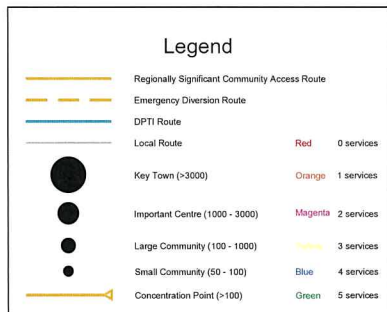 Legend
Regionally Significant Community Access Route
Emergency Diversion Route
DPTI Route
Local Route Red 0 services
Key Town (>3000) Orange 1 services
Important Centre (1000 - 3000) Magenta 2 services
Large Community (100 - 1000) Yellow 3 services
Small Community (50 - 100) Blue 4 services
Concentration Point (>100) Green 5 services